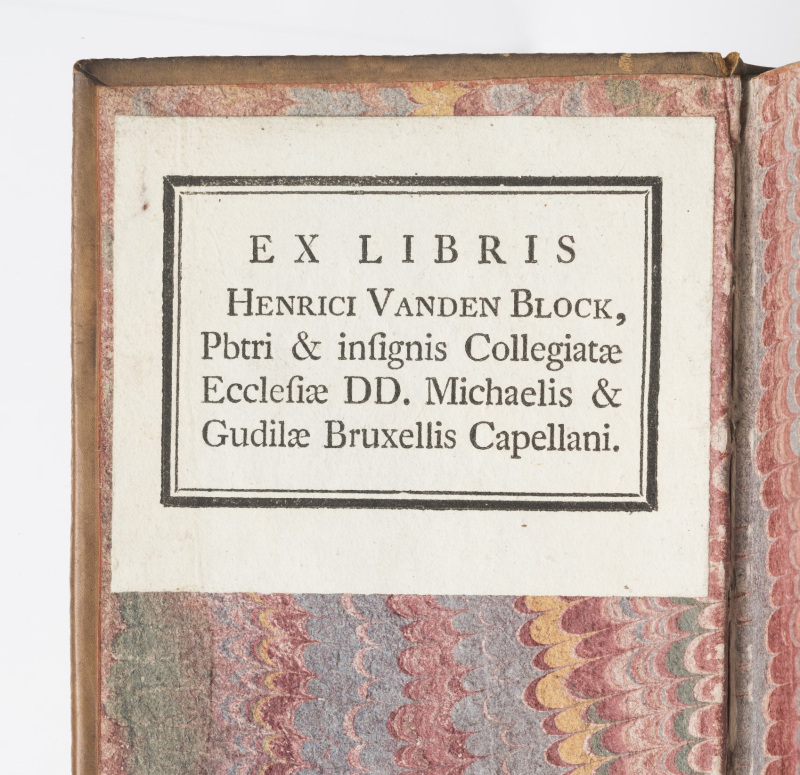 EX LIBRIS
HENRICI VANDEN BLOCK,
Pbtri & inſignis Collegiatæ
Eccleſiæ DD. Michaelis &
Gudilæ Bruxellis Capellani.